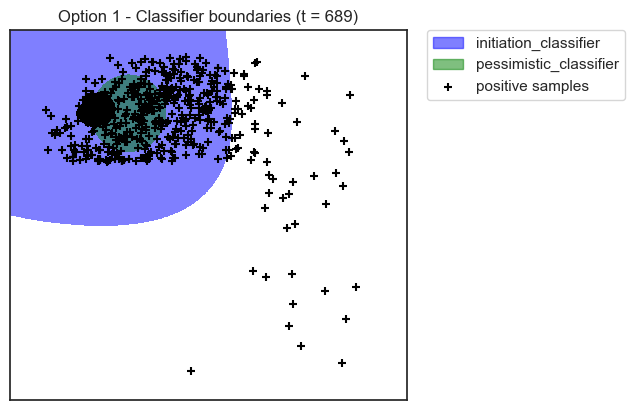 Option 1 - Classifier boundaries (t = 689)
initiation_classifier
pessimistic_classifier
positive samples